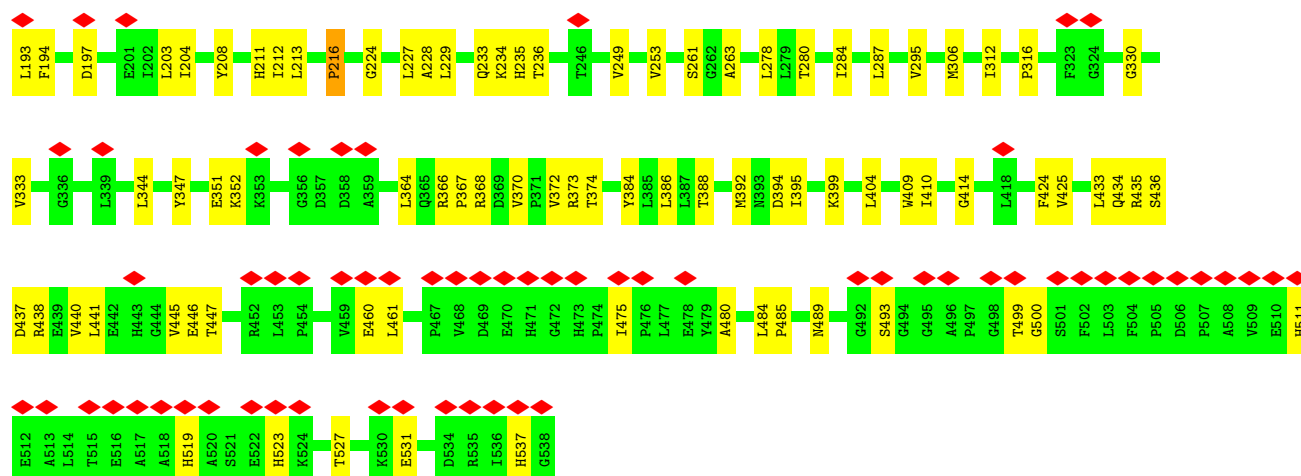 L193 F194 D197 E201 I202 L203 I204 Y208 H211 I212 L213 P216 G224 L227 A228 L229 Q233 K234 H235 T236 T246 V249 V253 S261 G262 A263 L278 L279 T280 I284 L287 V295 M306 I312 P316 F323 G324 G330
V333 G336 L339 L344 Y347 E351 K352 K353 G356 D357 D358 A359 L364 Q365 R366 P367 R368 D369 V370 P371 V372 R373 T374 Y384 L385 L386 L387 T388 M392 N393 D394 I395 K399 L404 W409 I410 G414 L418 F424 V425 L433 Q434 R435 S436
D437 R438 E439 V440 L441 E442 H443 G444 V445 E446 T447 R452 L453 P454 V459 E460 L461 P467 V468 D469 E470 H471 G472 H473 P474 I475 P476 L477 E478 Y479 A480 L484 P485 N489 G492 S493 G494 G495 A496 P497 G498 T499 G500 S501 F502 L503 F504 P505 D506 P507 A508 V509 E510 H511
E512 A513 L514 T515 E516 A517 A518 H519 A520 S521 E522 H523 K524 T527 K530 E531 D534 R535 I536 H537 G538